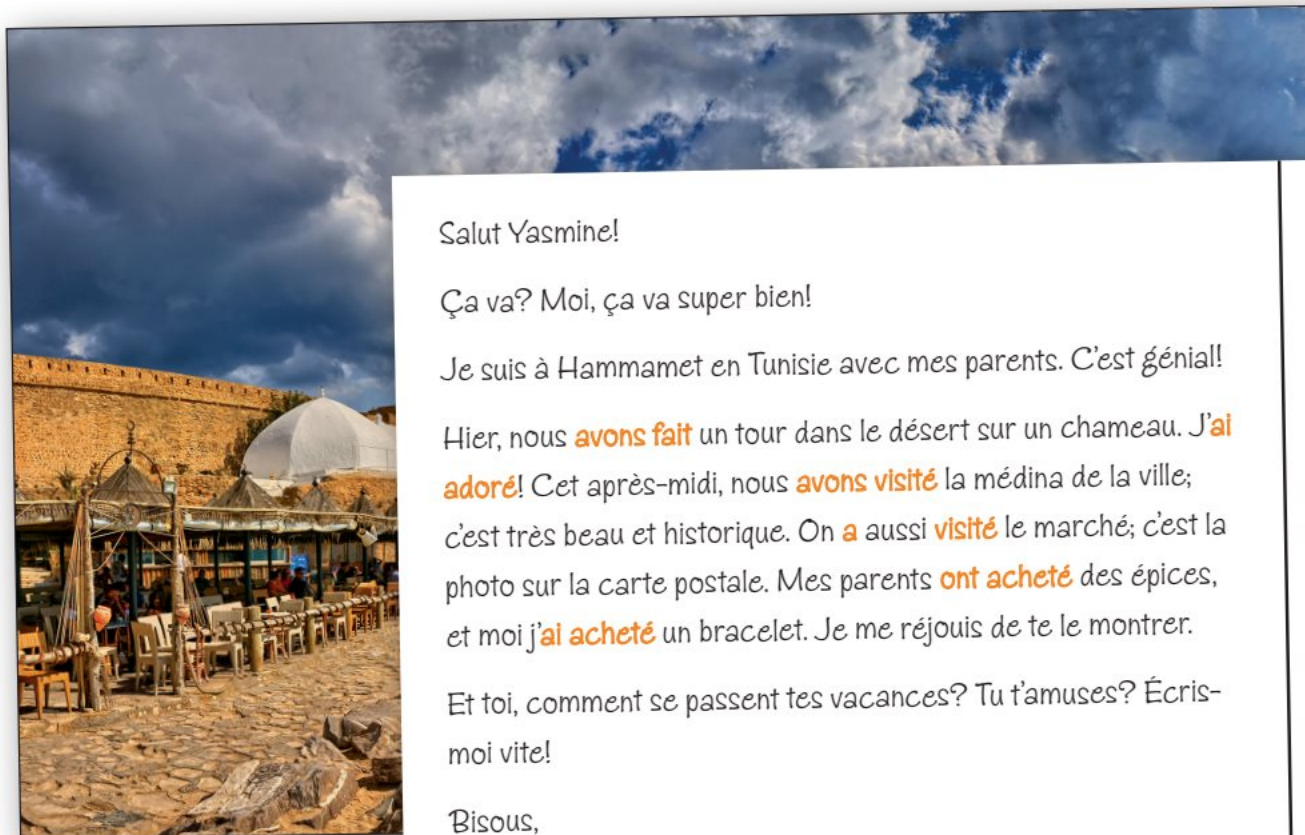 Salut Yasmine!
Ça va? Moi, ça va super bien!
Je suis à Hammamet en Tunisie avec mes parents. C'est génial!
Hier, nous avons fait un tour dans le désert sur un chameau. J'ai
adoré! Cet après-midi, nous avons visité la médina de la ville;
c'est très beau et historique. On a aussi visité le marché; c'est la
photo sur la carte postale. Mes parents ont acheté des épices,
et moi j'ai acheté un bracelet. Je me réjouis de te le montrer.
Et toi, comment se passent tes vacances? Tu t'amuses? Écris-
moi vite!
Bisous,